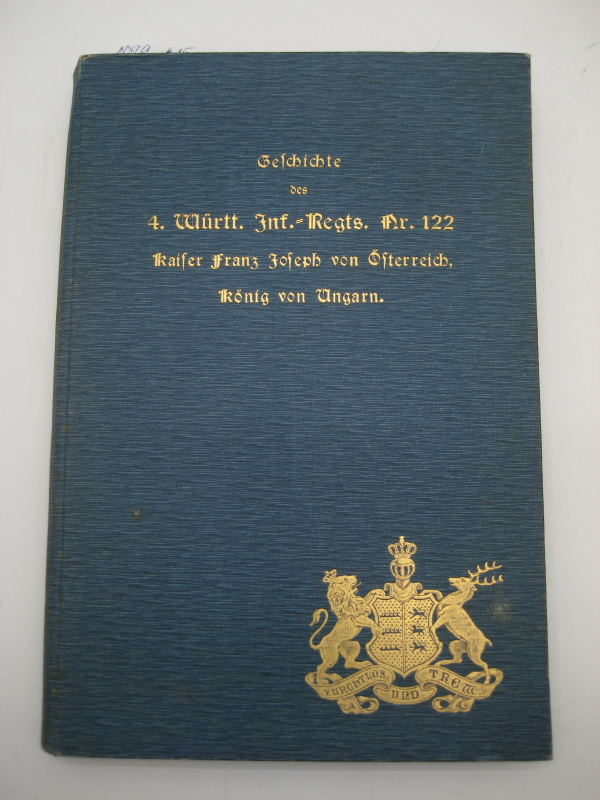 Geschichte
des
4. Württ. Inf.-Regts. Nr. 122
Kaiser Franz Joseph von Österreich,
König von Ungarn.
FURCHTLOS UND TREW